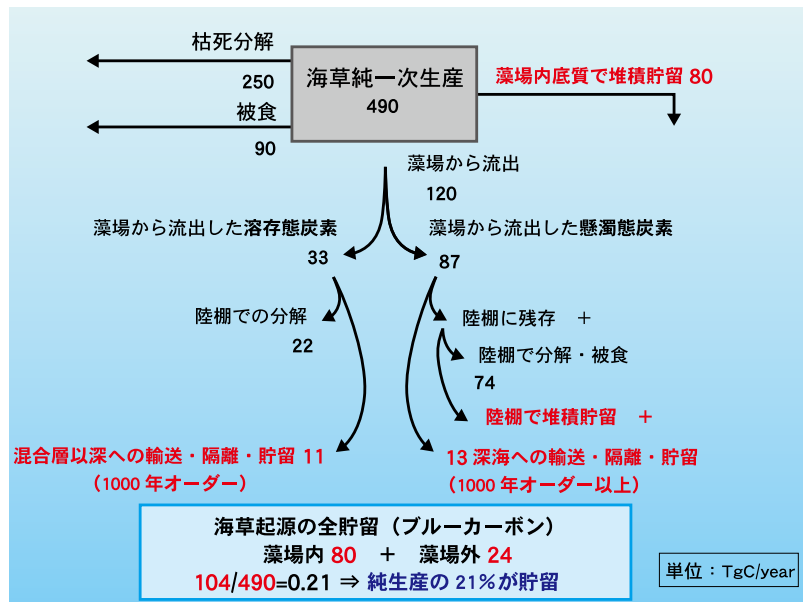 枯死分解
250
被食
90
海草純一次生産
490
藻場内底質で堆積貯留 80
藻場から流出
120
藻場から流出した溶存態炭素
33
藻場から流出した懸濁態炭素
87
陸棚での分解
22
陸棚に残存 +
陸棚で分解・被食
74
陸棚で堆積貯留 +
混合層以深への輸送・隔離・貯留 11
（1000 年オーダー）
13 深海への輸送・隔離・貯留
（1000 年オーダー以上）
海草起源の全貯留（ブルーカーボン）
藻場内 80 + 藻場外 24
104/490=0.21 ⇒ 純生産の 21%が貯留
単位：TgC/year